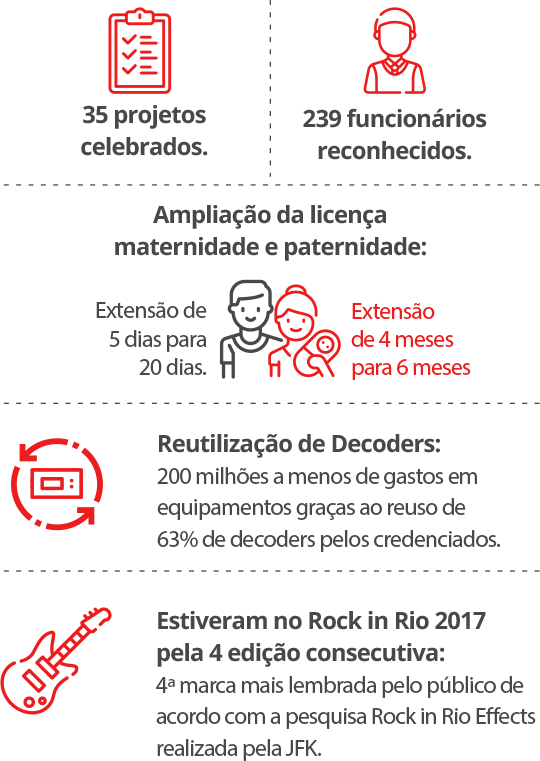 35 projetos
celebrados.
239 funcionários
reconhecidos.
Ampliação da licença
maternidade e paternidade:
Extensão de
5 dias para
20 dias.
Extensão
de 4 meses
para 6 meses
Reutilização de Decoders:
200 milhões a menos de gastos em
equipamentos graças ao reuso de
63% de decoders pelos credenciados.
Estiveram no Rock in Rio 2017
pela 4 edição consecutiva:
4ª marca mais lembrada pelo público de
acordo com a pesquisa Rock in Rio Effects
realizada pela JFK.